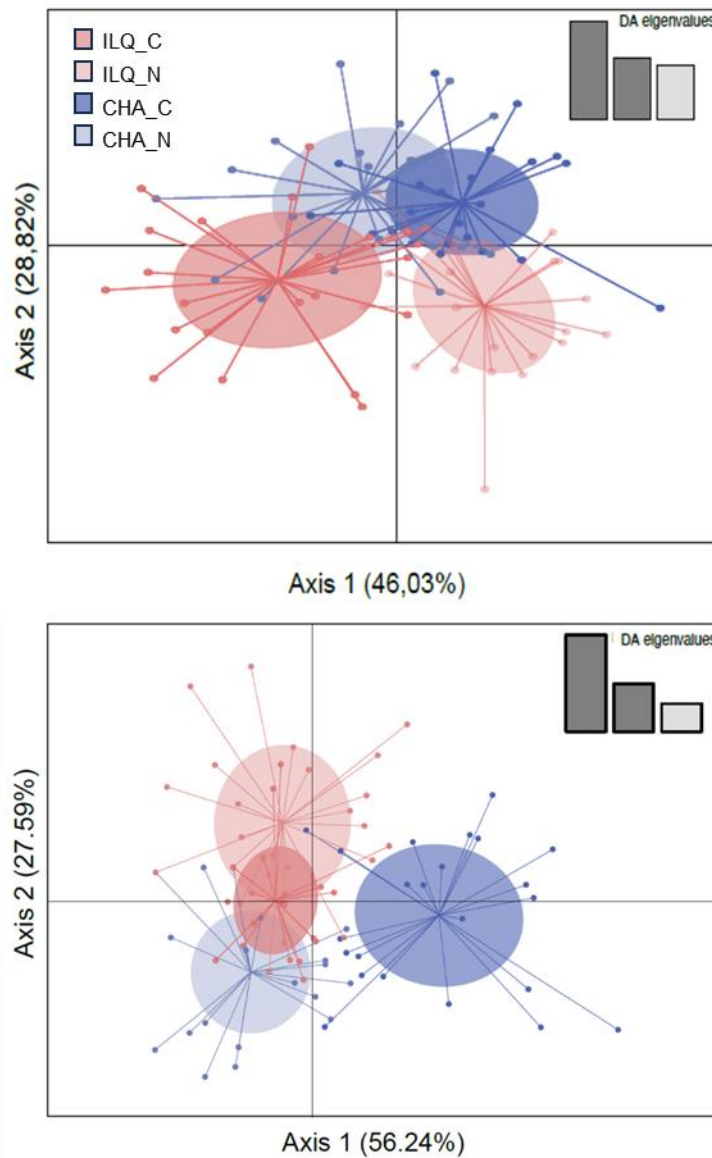 ILQ_C
ILQ_N
CHA_C
CHA_N
DA eigenvalues
Axis 2 (28,82%)
Axis 1 (46,03%)
DA eigenvalues
Axis 2 (27.59%)
Axis 1 (56.24%)